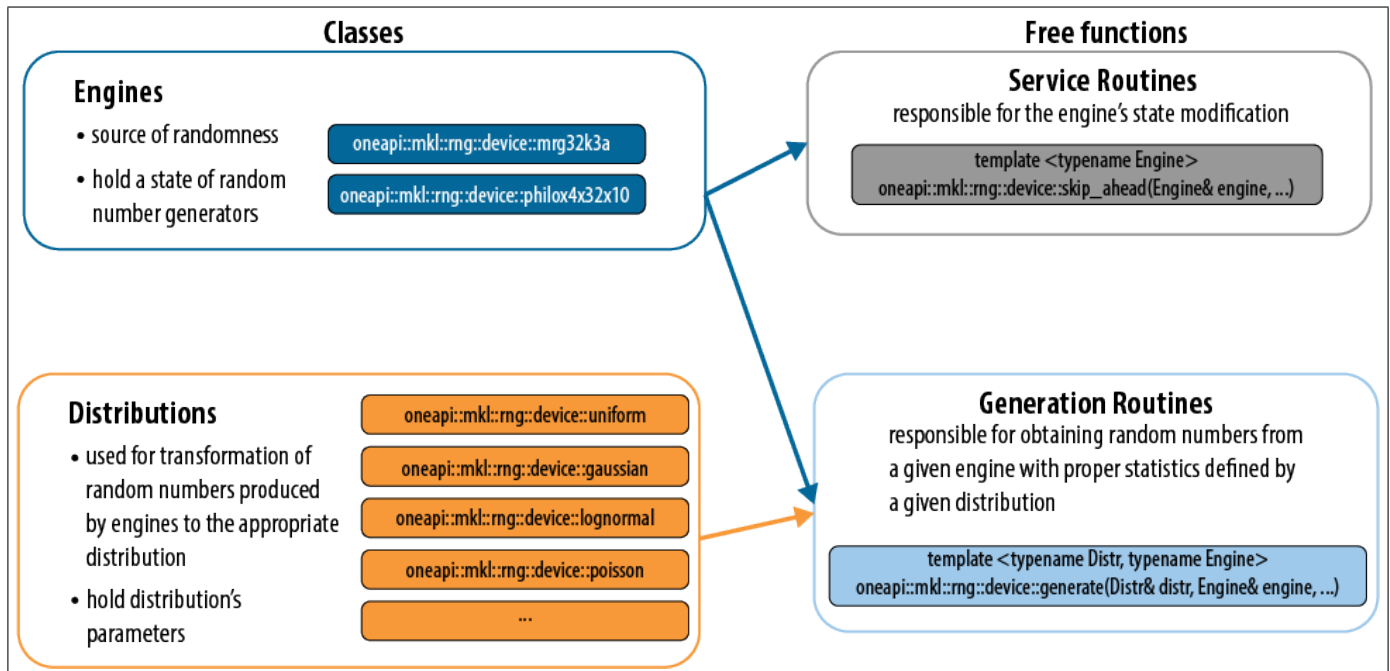 Classes
Engines
• source of randomness
• hold a state of random
number generators
oneapi::mkl::rng::device::mrg32k3a
oneapi::mkl::rng::device::philox4x32x10
Distributions
• used for transformation of
random numbers produced
by engines to the appropriate
distribution
• hold distribution's
parameters
oneapi::mkl::rng::device::uniform
oneapi::mkl::rng::device::gaussian
oneapi::mkl::rng::device::lognormal
oneapi::mkl::rng::device::poisson
...
Free functions
Service Routines
responsible for the engine's state modification
template <typename Engine>
oneapi::mkl::rng::device::skip_ahead(Engine& engine, ...)
Generation Routines
responsible for obtaining random numbers from
a given engine with proper statistics defined by
a given distribution
template <typename Distr, typename Engine>
oneapi::mkl::rng::device::generate(Distr& distr, Engine& engine, ...)